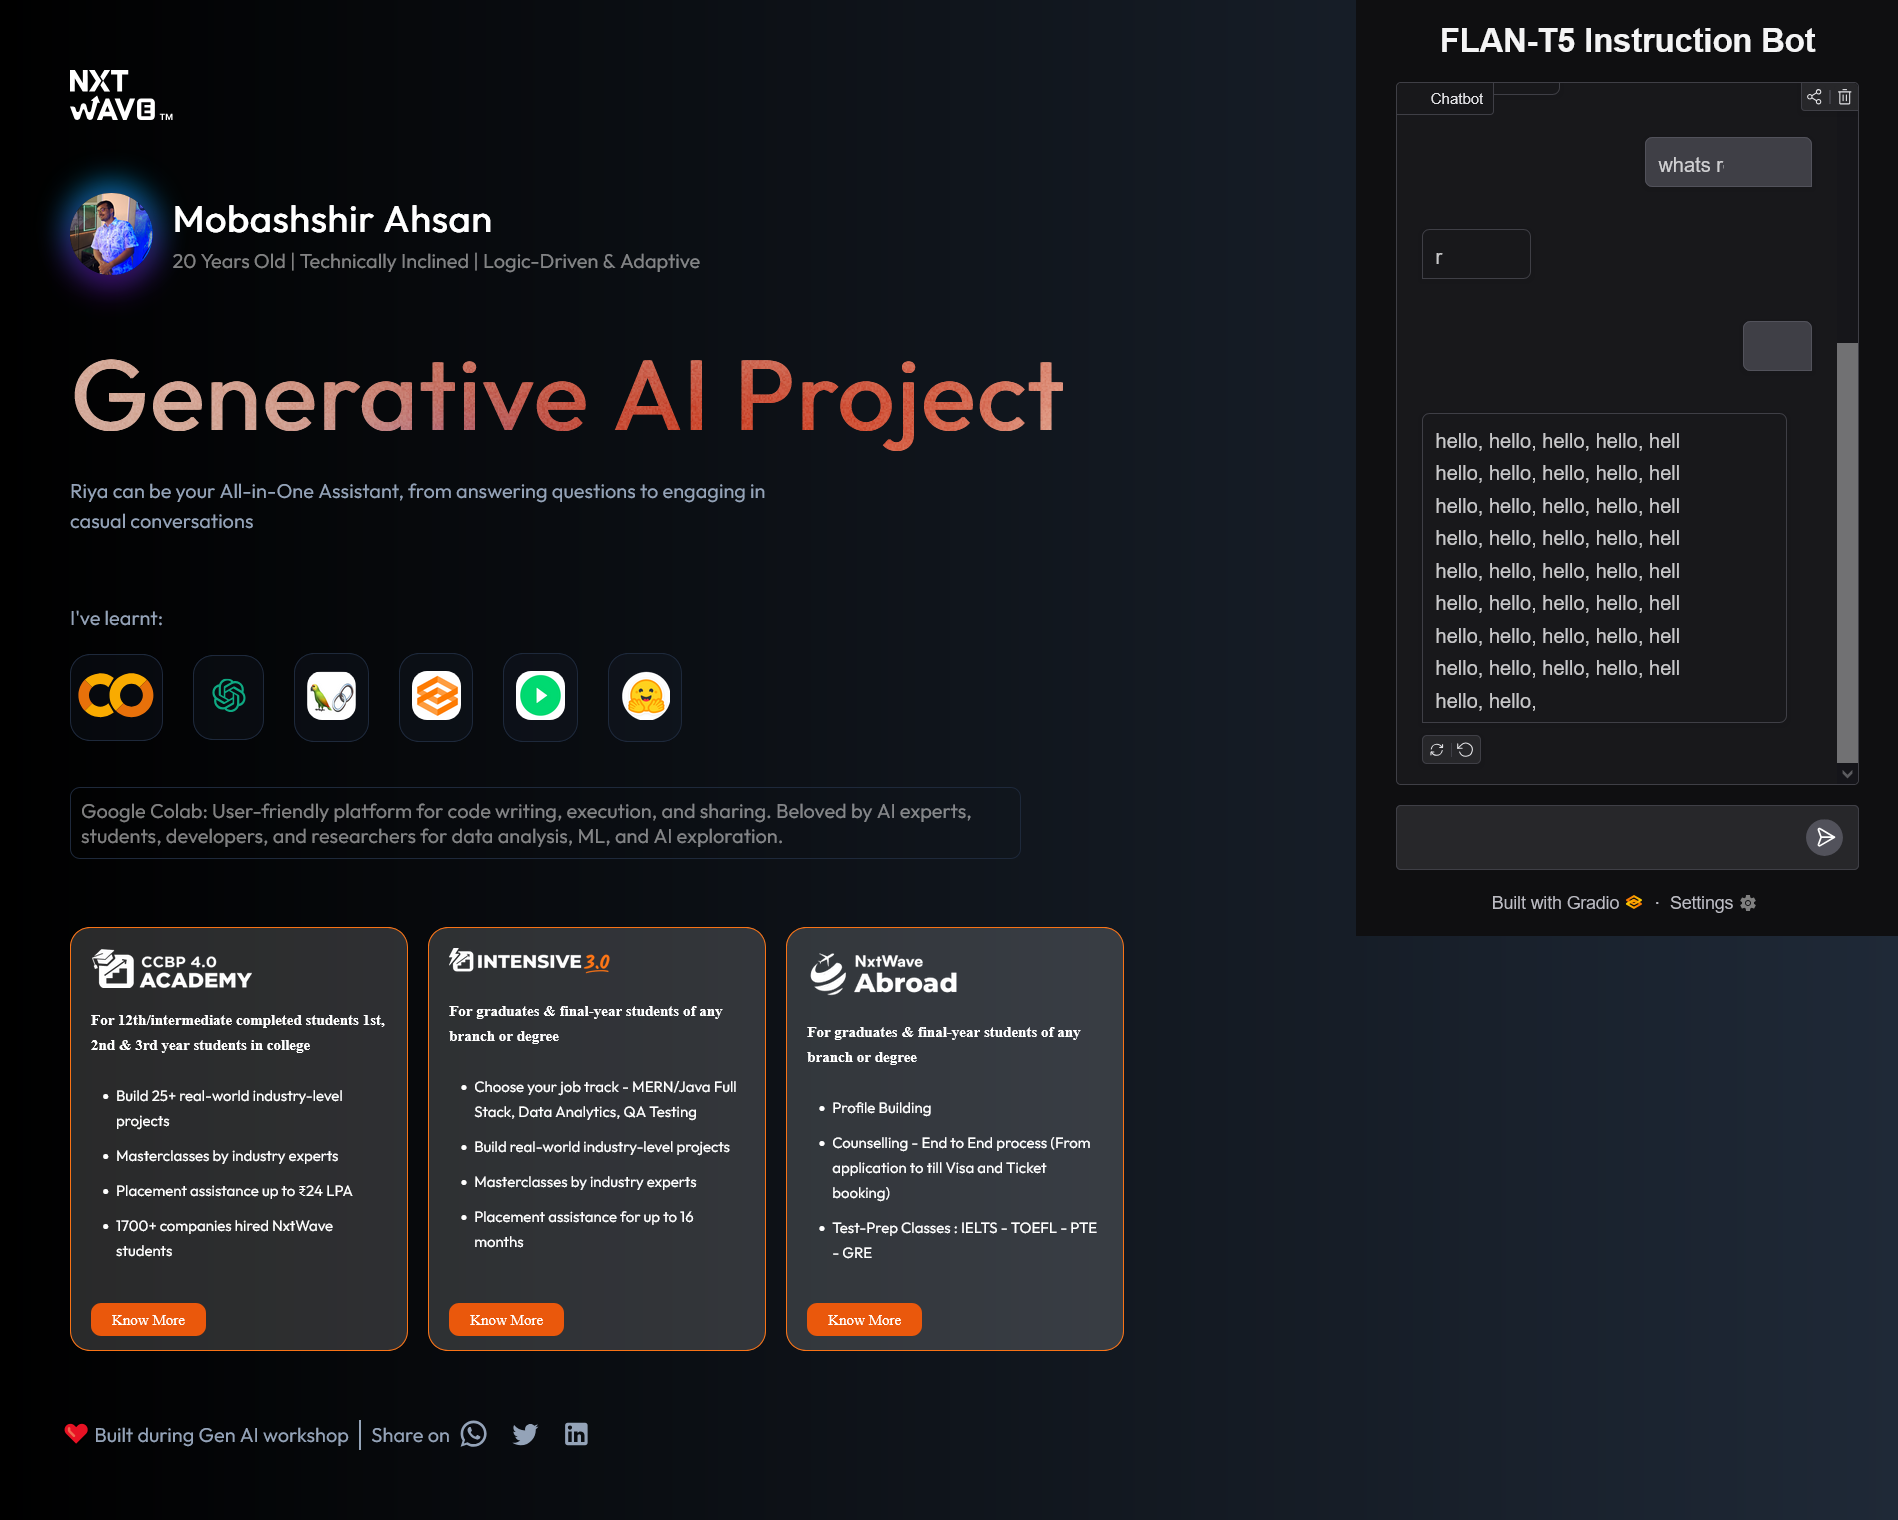 NXT
WAVE™
Mobashshir Ahsan
20 Years Old | Technically Inclined | Logic-Driven & Adaptive
Generative AI Project
Riya can be your All-in-One Assistant, from answering questions to engaging in
casual conversations
I've learnt:
Google Colab: User-friendly platform for code writing, execution, and sharing. Beloved by AI experts,
students, developers, and researchers for data analysis, ML, and AI exploration.
CCBP 4.0
ACADEMY
For 12th/intermediate completed students 1st,
2nd & 3rd year students in college
• Build 25+ real-world industry-level
projects
• Masterclasses by industry experts
• Placement assistance up to ₹24 LPA
• 1700+ companies hired NxtWave
students
Know More
INTENSIVE 3.0
For graduates & final-year students of any
branch or degree
• Choose your job track - MERN/Java Full
Stack, Data Analytics, QA Testing
• Build real-world industry-level projects
• Masterclasses by industry experts
• Placement assistance for up to 16
months
Know More
NxtWave
Abroad
For graduates & final-year students of any
branch or degree
• Profile Building
• Counselling - End to End process (From
application to till Visa and Ticket
booking)
• Test-Prep Classes : IELTS - TOEFL - PTE
- GRE
Know More
Built during Gen AI workshop | Share on
FLAN-T5 Instruction Bot
Chatbot
whats r
r
hello, hello, hello, hello, hell
hello, hello, hello, hello, hell
hello, hello, hello, hello, hell
hello, hello, hello, hello, hell
hello, hello, hello, hello, hell
hello, hello, hello, hello, hell
hello, hello, hello, hello, hell
hello, hello, hello, hello, hell
hello, hello,
Built with Gradio · Settings